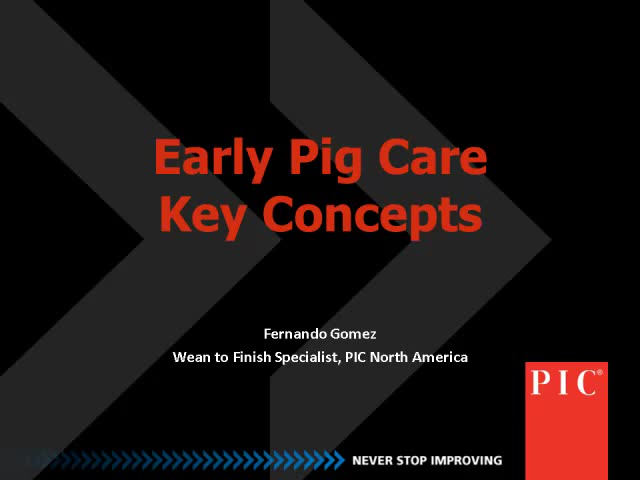 Early Pig Care
Key Concepts
Fernando Gomez
Wean to Finish Specialist, PIC North America
PIC®
NEVER STOP IMPROVING